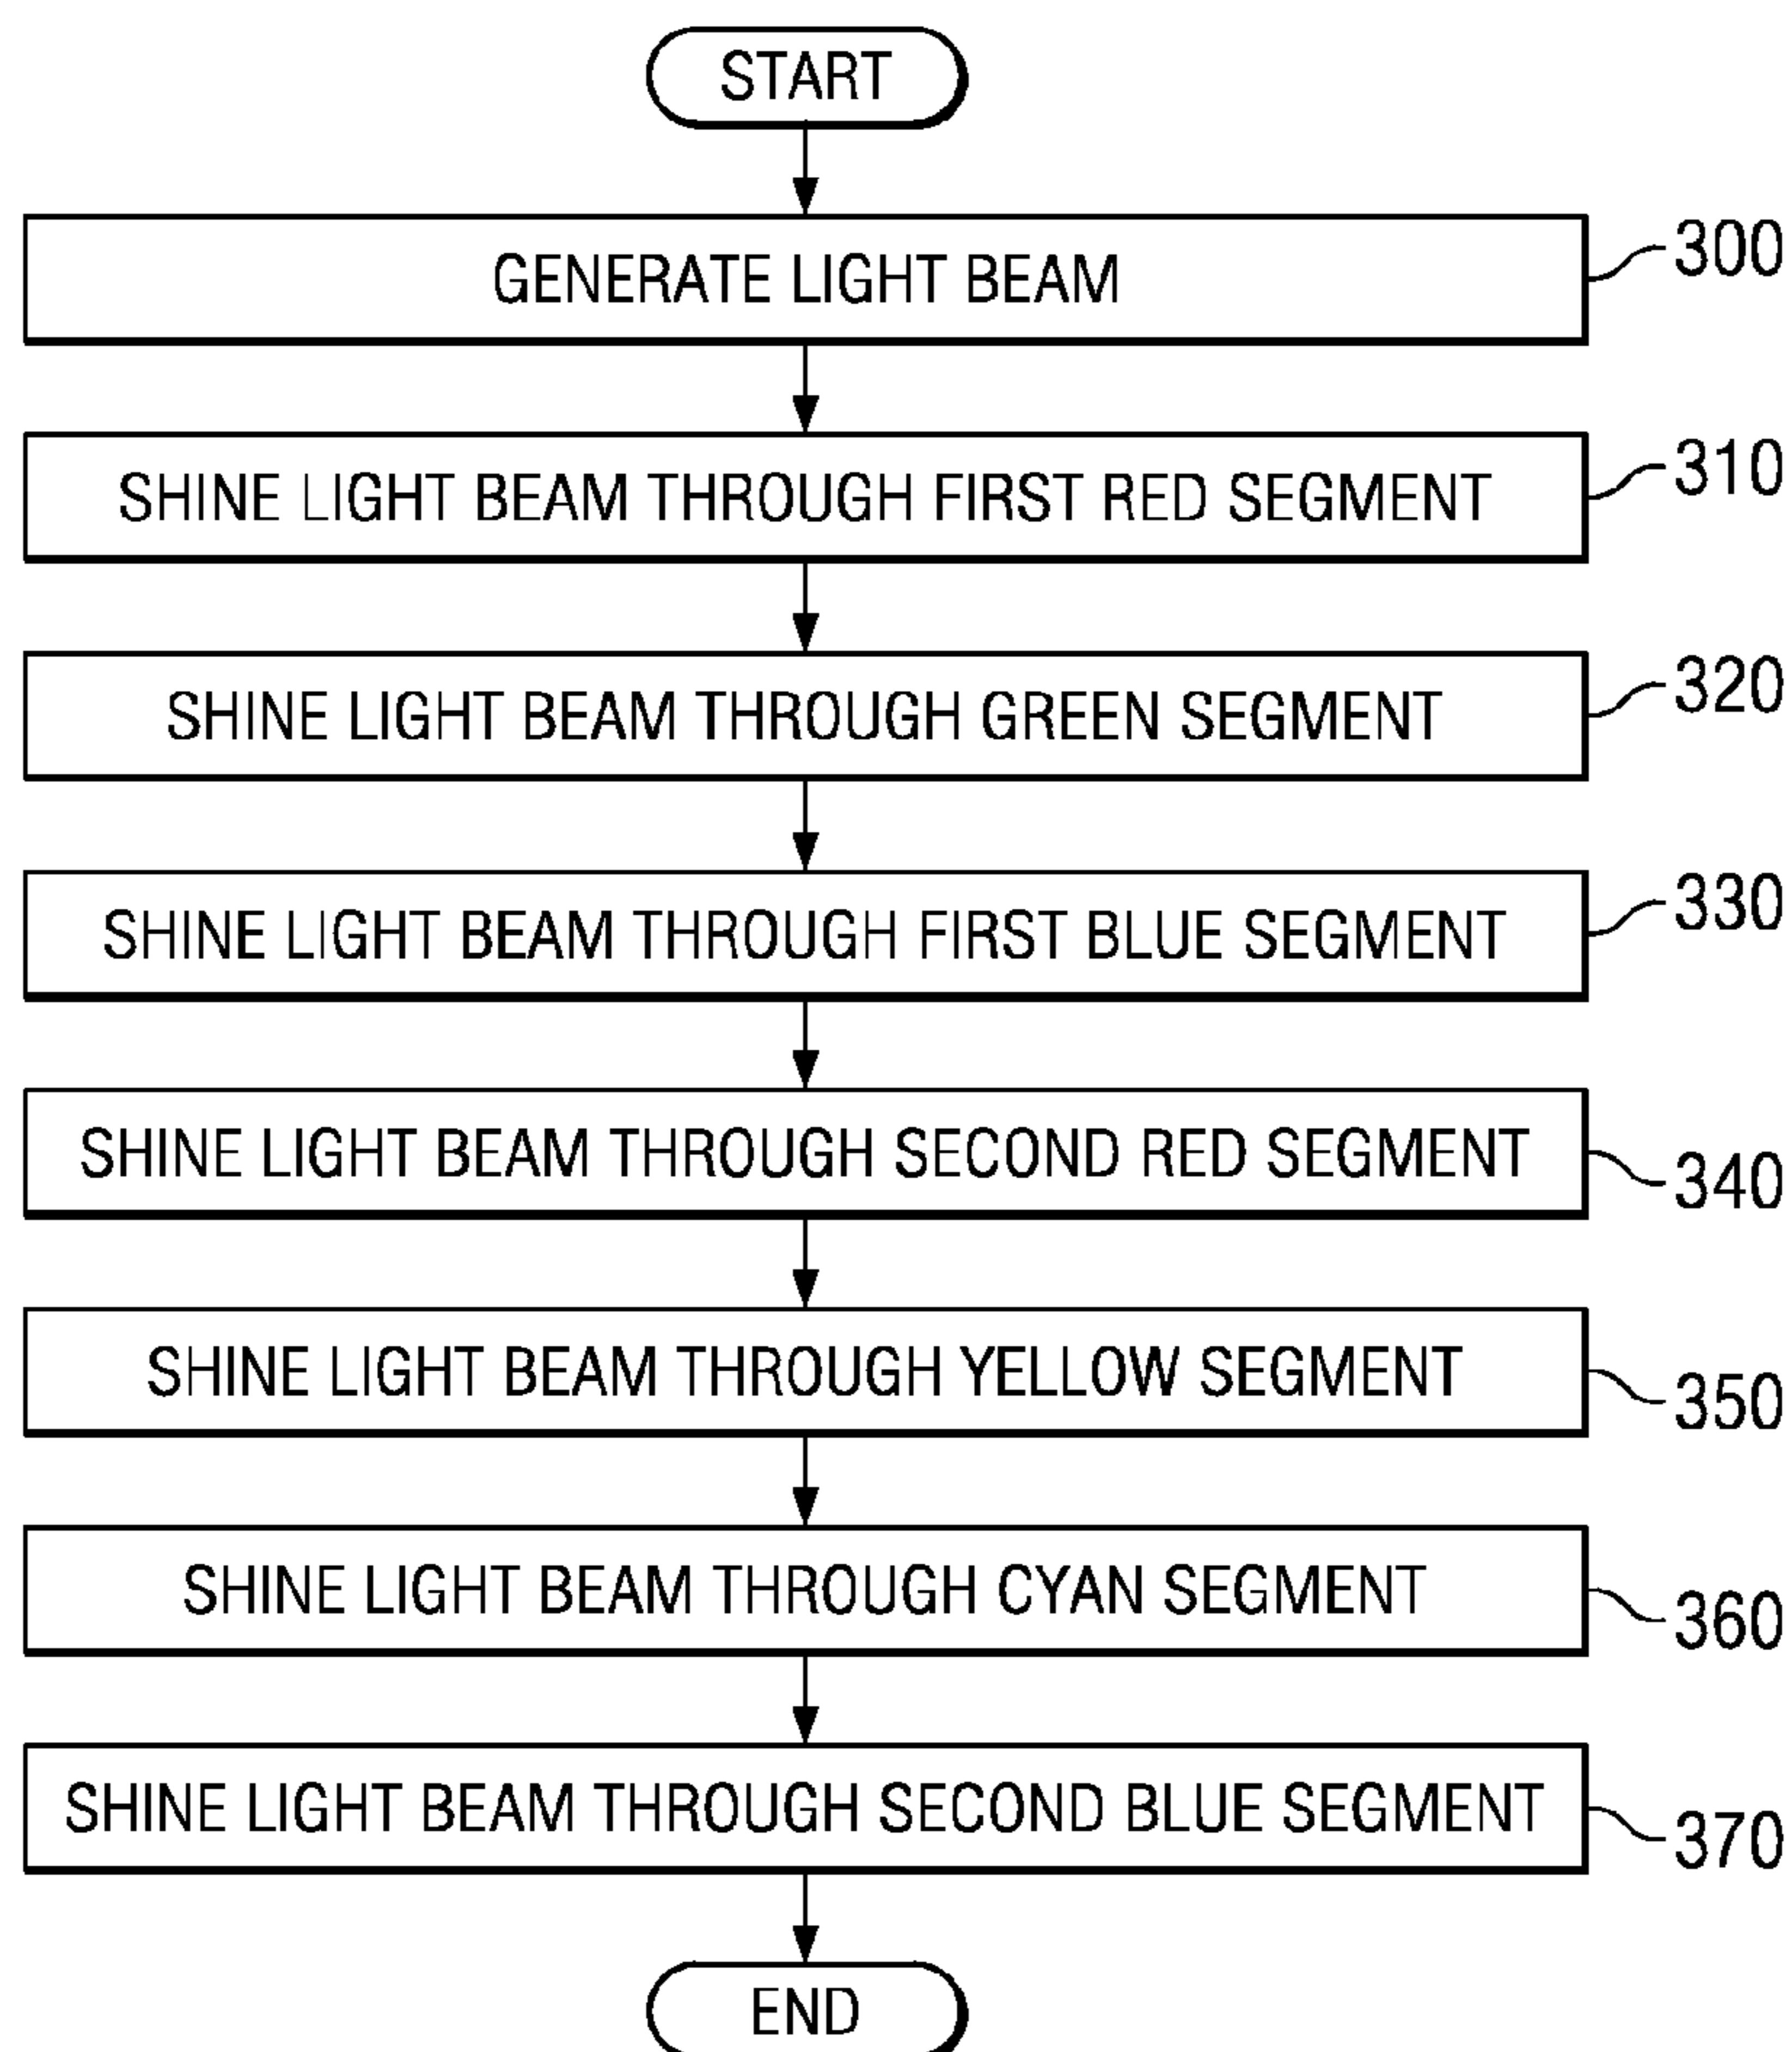 START
GENERATE LIGHT BEAM
300
SHINE LIGHT BEAM THROUGH FIRST RED SEGMENT
310
SHINE LIGHT BEAM THROUGH GREEN SEGMENT
320
SHINE LIGHT BEAM THROUGH FIRST BLUE SEGMENT
330
SHINE LIGHT BEAM THROUGH SECOND RED SEGMENT
340
SHINE LIGHT BEAM THROUGH YELLOW SEGMENT
350
SHINE LIGHT BEAM THROUGH CYAN SEGMENT
360
SHINE LIGHT BEAM THROUGH SECOND BLUE SEGMENT
370
END